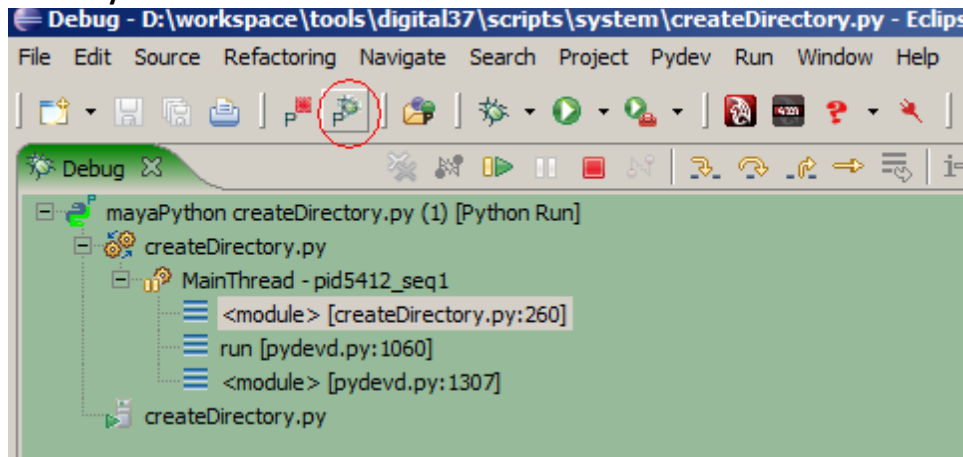 Debug - D:\workspace\tools\digital37\scripts\system\createDirectory.py - Eclips
File Edit Source Refactoring Navigate Search Project Pydev Run Window Help
P P
Debug
mayaPython createDirectory.py (1) [Python Run]
createDirectory.py
MainThread - pid5412_seq1
<module> [createDirectory.py:260]
run [pydevd.py:1060]
<module> [pydevd.py:1307]
createDirectory.py